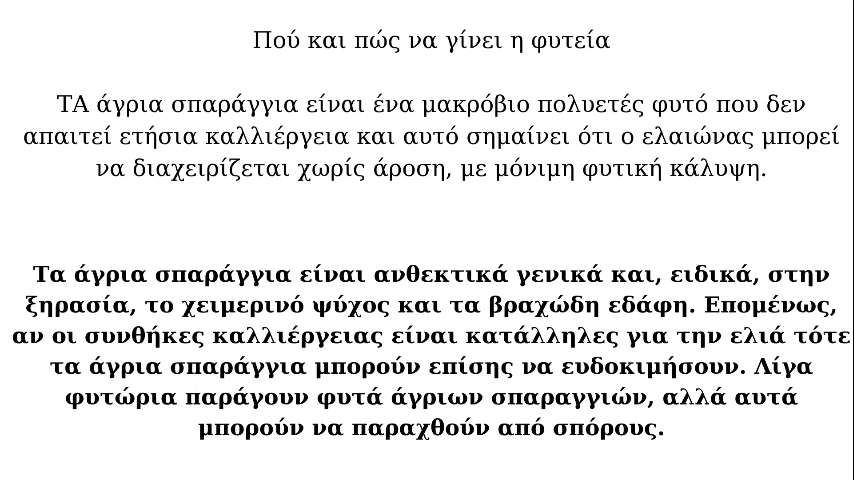 Πού και πώς να γίνει η φυτεία
ΤΑ άγρια σπαράγγια είναι ένα μακρόβιο πολυετές φυτό που δεν
απαιτεί ετήσια καλλιέργεια και αυτό σημαίνει ότι ο ελαιώνας μπορεί
να διαχειρίζεται χωρίς άροση, με μόνιμη φυτική κάλυψη.
Τα άγρια σπαράγγια είναι ανθεκτικά γενικά και, ειδικά, στην
ξηρασία, το χειμερινό ψύχος και τα βραχώδη εδάφη. Επομένως,
αν οι συνθήκες καλλιέργειας είναι κατάλληλες για την ελιά τότε
τα άγρια σπαράγγια μπορούν επίσης να ευδοκιμήσουν. Λίγα
φυτώρια παράγουν φυτά άγριων σπαραγγιών, αλλά αυτά
μπορούν να παραχθούν από σπόρους.